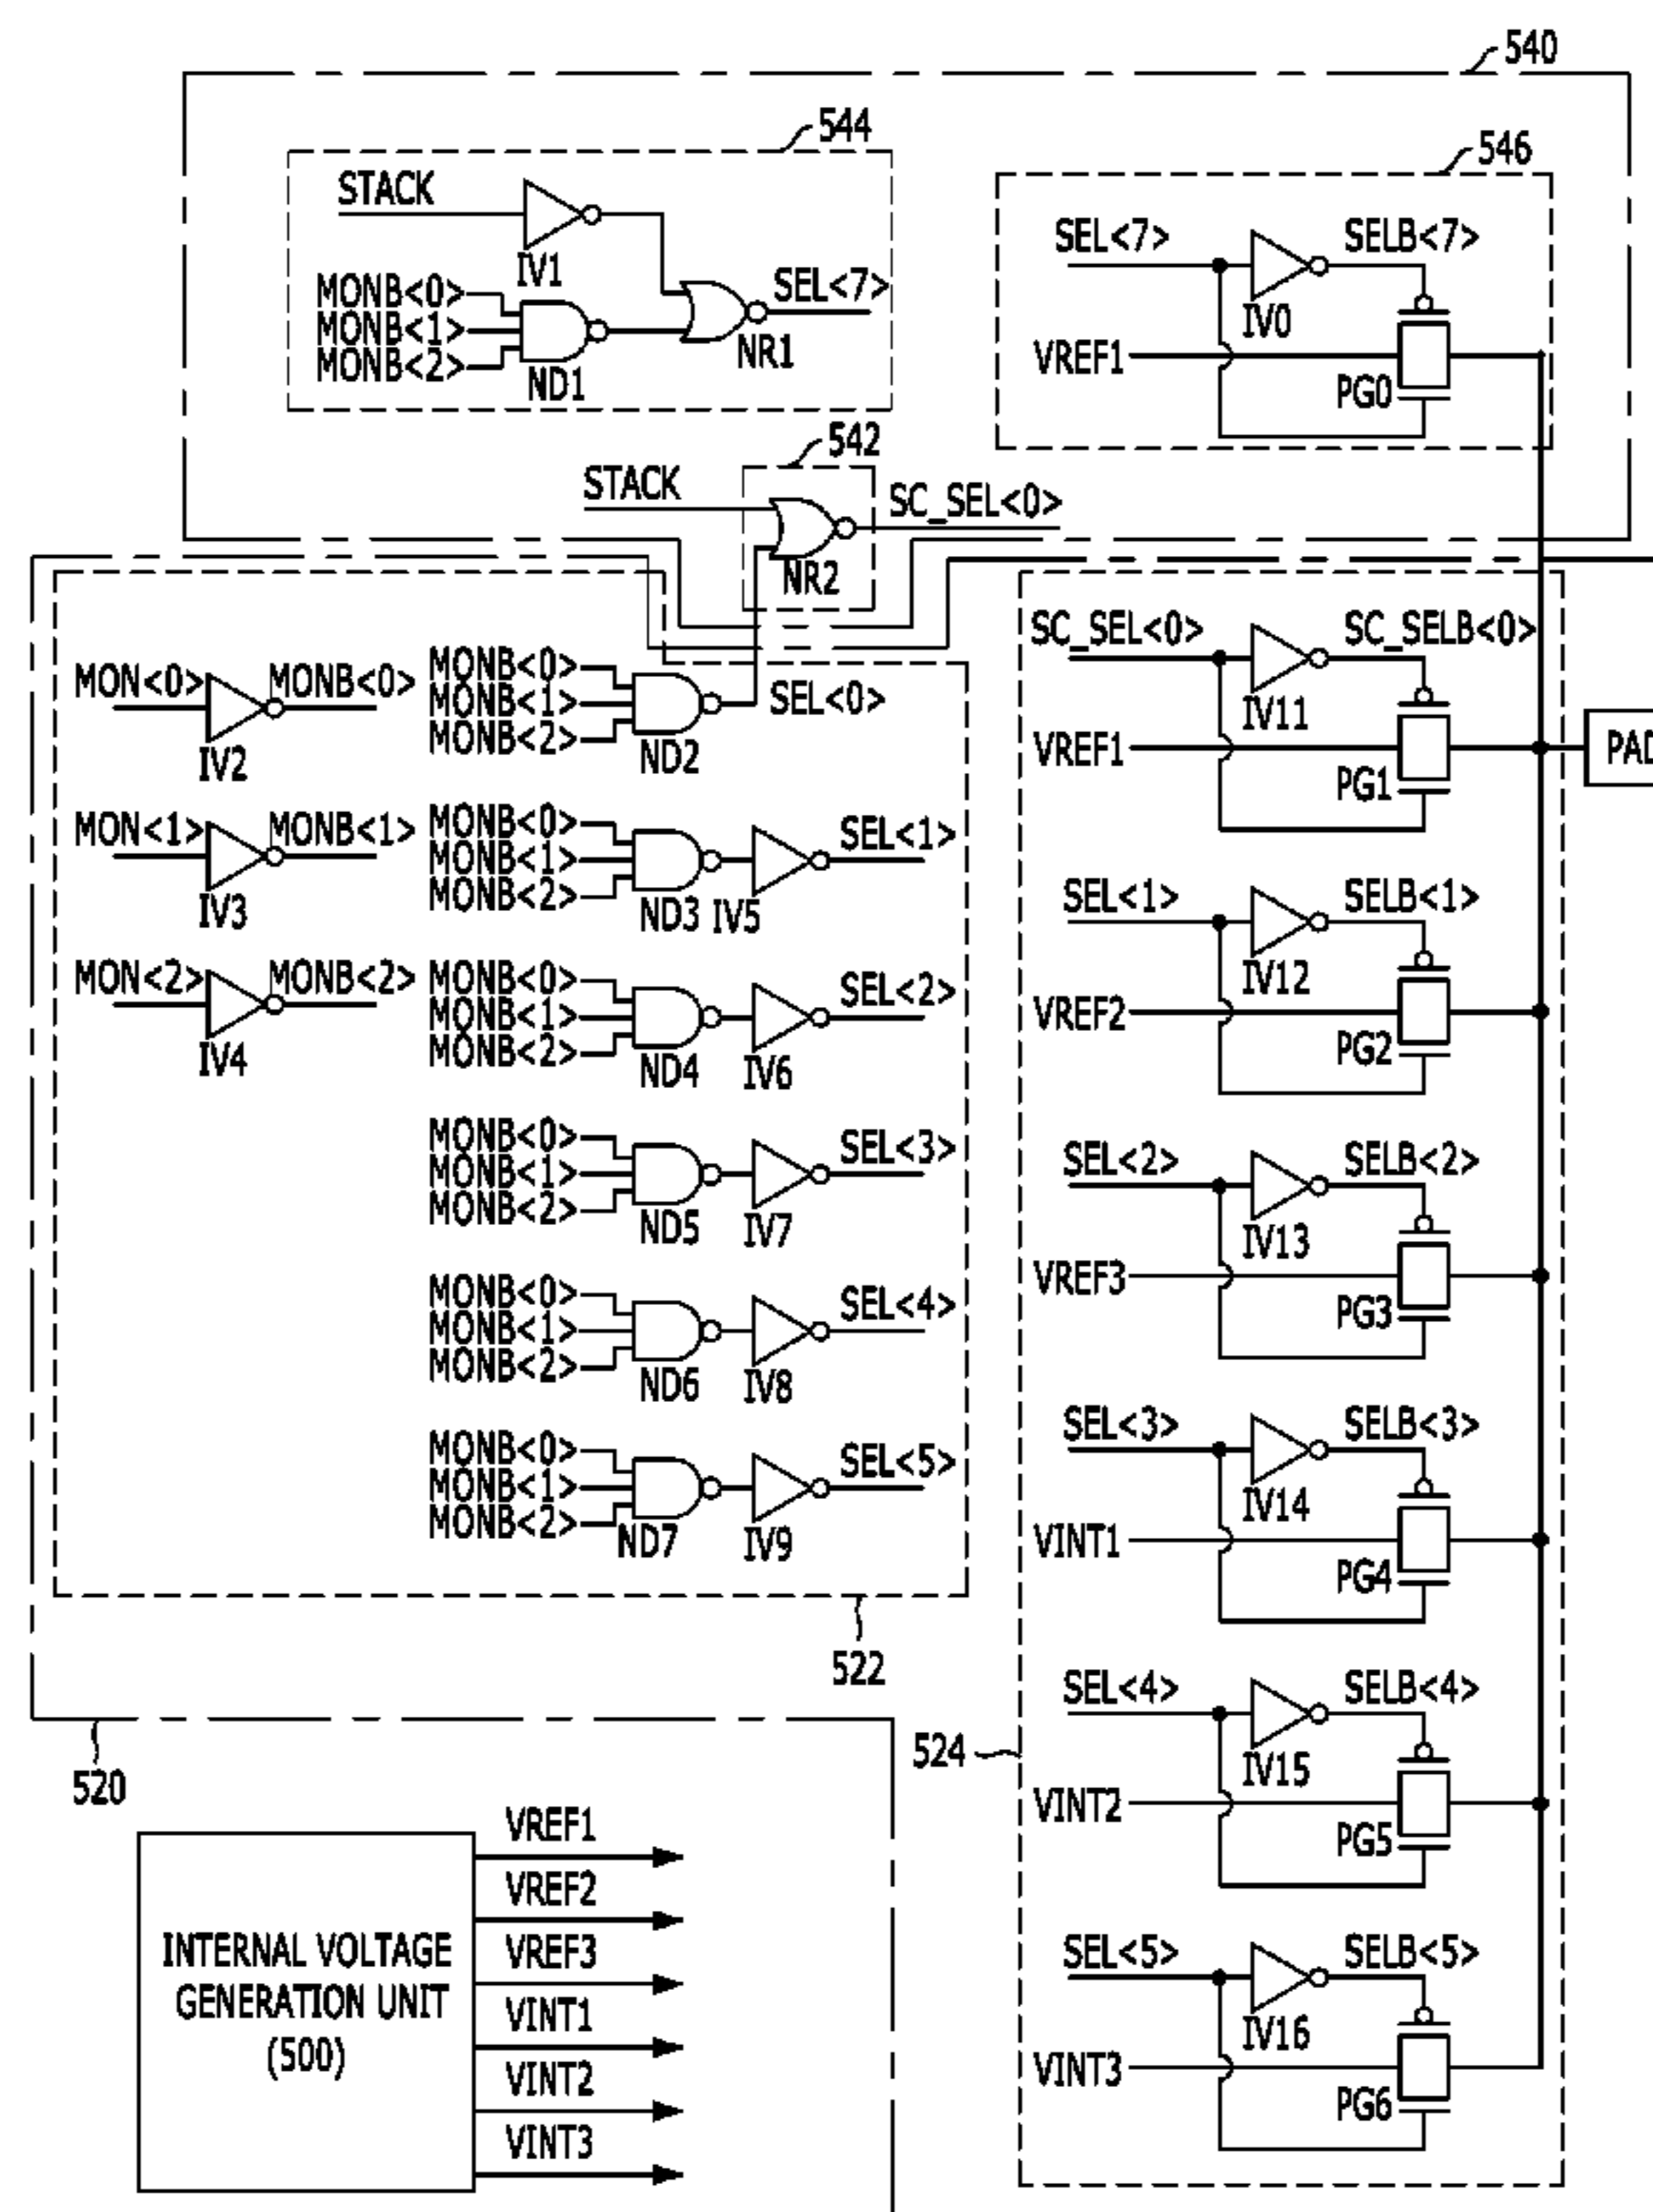 540
544
STACK
IV1
MONB<0>
MONB<1>
MONB<2>
ND1
SEL<7>
NR1
546
SEL<7>
SELB<7>
IV0
VREF1
PG0
542
STACK
SC_SEL<0>
NR2
MON<0>
MONB<0>
IV2
MON<1>
MONB<1>
IV3
MON<2>
MONB<2>
IV4
MONB<0>
MONB<1>
MONB<2>
ND2
SEL<0>
MONB<0>
MONB<1>
MONB<2>
ND3
IV5
SEL<1>
MONB<0>
MONB<1>
MONB<2>
ND4
IV6
SEL<2>
MONB<0>
MONB<1>
MONB<2>
ND5
IV7
SEL<3>
MONB<0>
MONB<1>
MONB<2>
ND6
IV8
SEL<4>
MONB<0>
MONB<1>
MONB<2>
ND7
IV9
SEL<5>
522
520
SC_SEL<0>
SC_SELB<0>
IV11
VREF1
PG1
PAD
SEL<1>
SELB<1>
IV12
VREF2
PG2
SEL<2>
SELB<2>
IV13
VREF3
PG3
SEL<3>
SELB<3>
IV14
VINT1
PG4
SEL<4>
SELB<4>
524
IV15
VINT2
PG5
SEL<5>
SELB<5>
IV16
VINT3
PG6
INTERNAL VOLTAGE
GENERATION UNIT
(500)
VREF1
VREF2
VREF3
VINT1
VINT2
VINT3